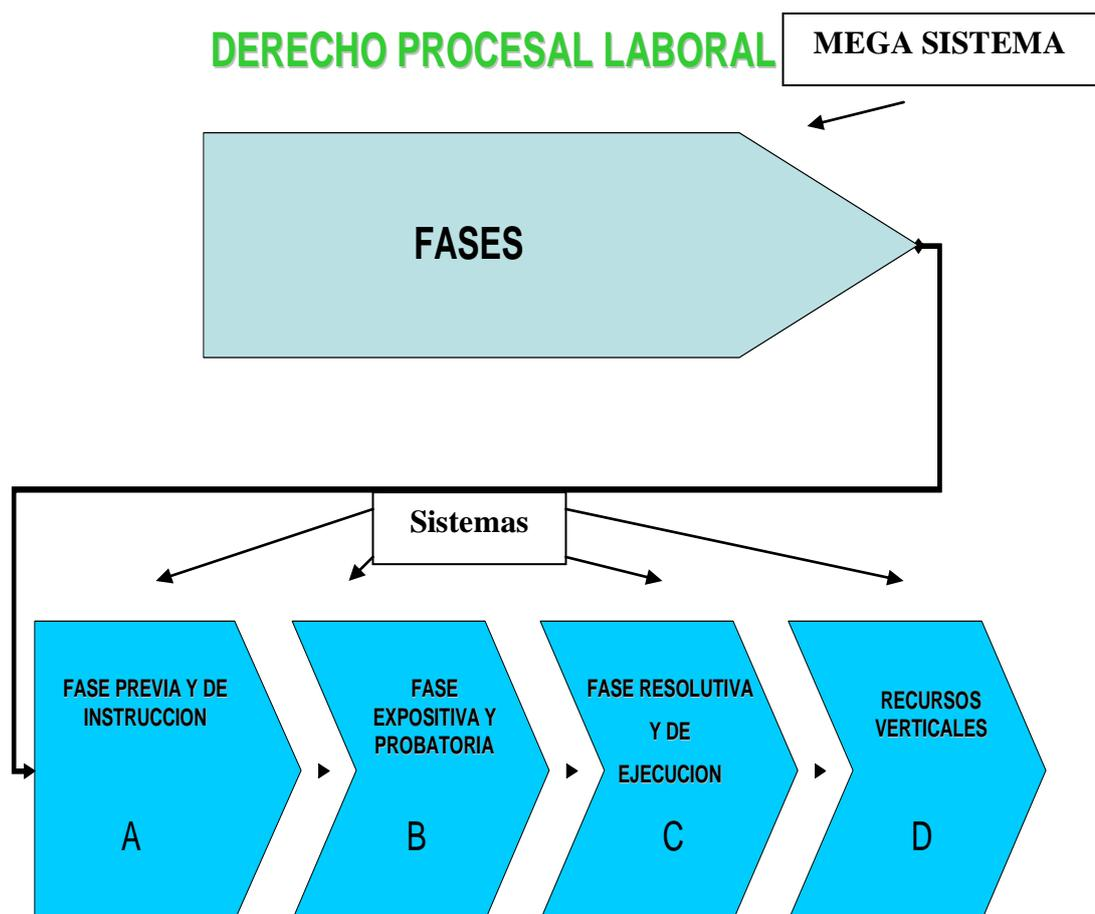 DERECHO PROCESAL LABORAL
MEGA SISTEMA
FASES
Sistemas
FASE PREVIA Y DE
INSTRUCCION
A
FASE
EXPOSITIVA Y
PROBATORIA
B
FASE RESOLUTIVA
Y DE
EJECUCION
C
RECURSOS
VERTICALES
D